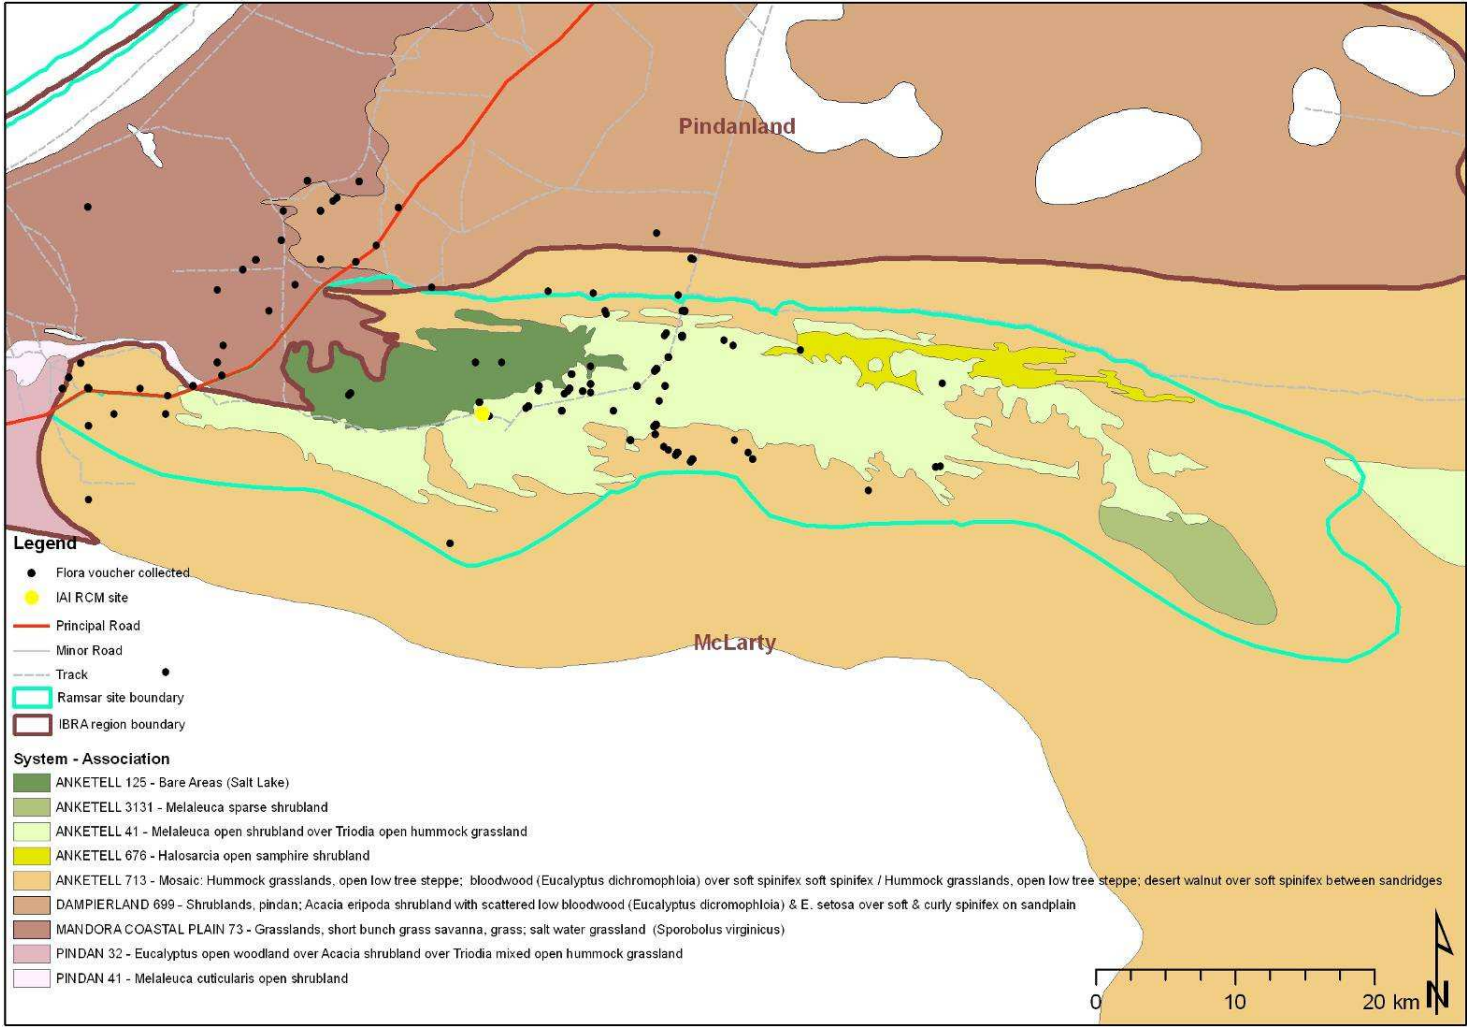 Pindanland
McLarty
Legend
Flora voucher collected
IAI RCM site
Principal Road
Minor Road
Track
Ramsar site boundary
IBRA region boundary
System - Association
ANKETELL 125 - Bare Areas (Salt Lake)
ANKETELL 3131 - Melaleuca sparse shrubland
ANKETELL 41 - Melaleuca open shrubland over Triodia open hummock grassland
ANKETELL 676 - Halosarcia open samphire shrubland
ANKETELL 713 - Mosaic: Hummock grasslands, open low tree steppe; bloodwood (Eucalyptus dichromophloia) over soft spinifex soft spinifex / Hummock grasslands, open low tree steppe; desert walnut over soft spinifex between sandridges
DAMPIERLAND 699 - Shrublands, pindan; Acacia eripoda shrubland with scattered low bloodwood (Eucalyptus dicromophloia) & E. setosa over soft & curly spinifex on sandplain
MANDORA COASTAL PLAIN 73 - Grasslands, short bunch grass savanna, grass; salt water grassland (Sporobolus virginicus)
PINDAN 32 - Eucalyptus open woodland over Acacia shrubland over Triodia mixed open hummock grassland
PINDAN 41 - Melaleuca cuticularis open shrubland
0 10 20 km
N